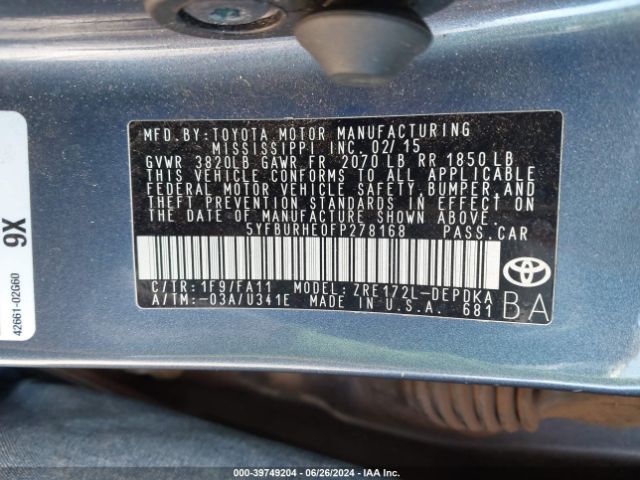 MFD.BY:TOYOTA MOTOR MANUFACTURING
MISSISSIPPI INC. 02/15
GVWR 3820LB GAWR FR 2070LB RR 1850LB
THIS VEHICLE CONFORMS TO ALL APPLICABLE
FEDERAL MOTOR VEHICLE SAFETY, BUMPER, AND
THEFT PREVENTION STANDARDS IN EFFECT ON
THE DATE OF MANUFACTURE SHOWN ABOVE.
5YFBURHE0FP278168 PASS.CAR
C/TR:1F9/FA11 MODEL:ZRE172L-DEPDKA
A/TM:-03A/U341E MADE IN U.S.A. 681
BA
TOYOTA
9X
42661-02G60
000-39749204 | 06/26/2024 | IAA Inc.